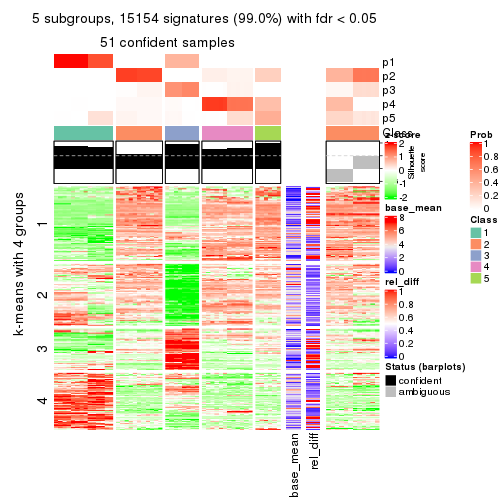 5 subgroups, 15154 signatures (99.0%) with fdr < 0.05
51 confident samples
p1
p2
p3
p4
p5
Class
k-means with 4 groups
1
2
3
4
base_mean
rel_diff
z-score
2
1
0
-1
-2
Silhouette
score
base_mean
8
6
4
2
0
rel_diff
1
0.8
0.6
0.4
0.2
0
Status (barplots)
confident
ambiguous
Prob
1
0.8
0.6
0.4
0.2
0
Class
1
2
3
4
5